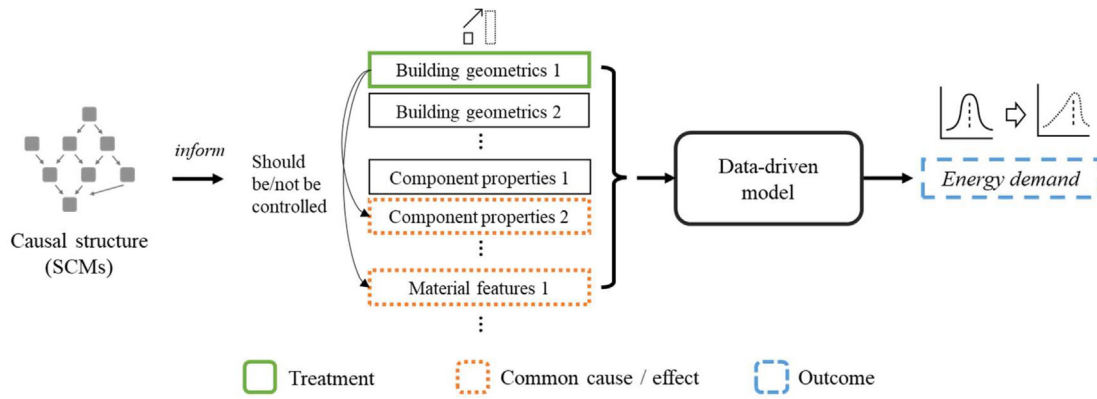 Causal structure
(SCMs)
inform
Should
be/not be
controlled
Building geometrics 1
Building geometrics 2
Component properties 1
Component properties 2
Material features 1
Data-driven
model
Energy demand
Treatment
Common cause / effect
Outcome